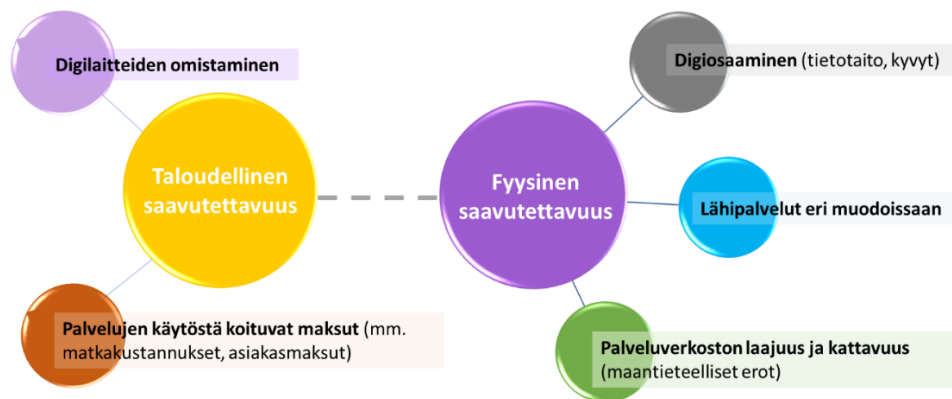 Digilaitteiden omistaminen
Taloudellinen
saavutettavuus
Palvelujen käytöstä koituvat maksut (mm.
matkakustannukset, asiakasmaksut)
Digiosaaminen (tietotaito, kyvyt)
Fyysinen
saavutettavuus
Lähipalvelut eri muodoissaan
Palveluverkoston laajuus ja kattavuus
(maantieteelliset erot)